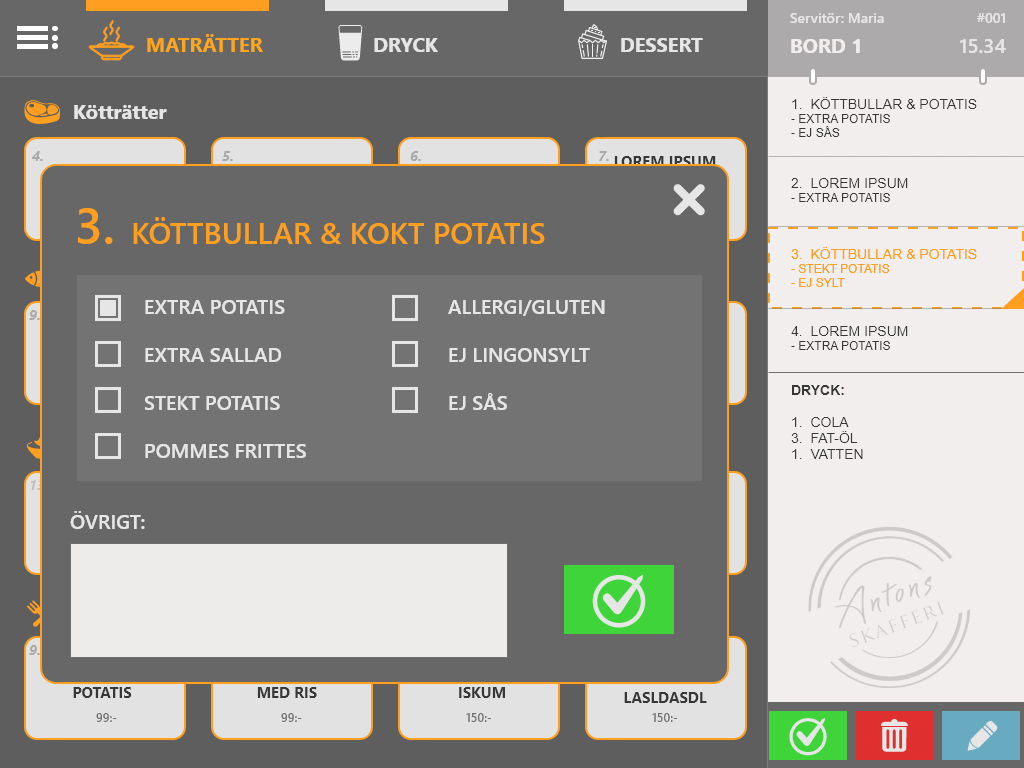 MATRÄTTER
DRYCK
DESSERT
Servitör: Maria
#001
BORD 1
15.34
Kötträtter
4.
5.
6.
7. LOREM IPSUM
3. KÖTTBULLAR & KOKT POTATIS
EXTRA POTATIS
ALLERGI/GLUTEN
EXTRA SALLAD
EJ LINGONSYLT
STEKT POTATIS
EJ SÅS
POMMES FRITTES
ÖVRIGT:
9.
9.
POTATIS
99:-
MED RIS
99:-
ISKUM
150:-
LASLDASDL
150:-
1. KÖTTBULLAR & POTATIS
- EXTRA POTATIS
- EJ SÅS
2. LOREM IPSUM
- EXTRA POTATIS
3. KÖTTBULLAR & POTATIS
- STEKT POTATIS
- EJ SYLT
4. LOREM IPSUM
- EXTRA POTATIS
DRYCK:
1. COLA
3. FAT-ÖL
1. VATTEN
Antons
SKAFFERI